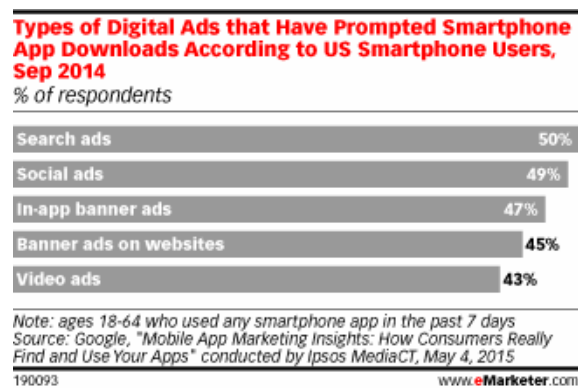 Types of Digital Ads that Have Prompted Smartphone
App Downloads According to US Smartphone Users,
Sep 2014
% of respondents
Search ads 50%
Social ads 49%
In-app banner ads 47%
Banner ads on websites 45%
Video ads 43%
Note: ages 18-64 who used any smartphone app in the past 7 days
Source: Google, "Mobile App Marketing Insights: How Consumers Really
Find and Use Your Apps" conducted by Ipsos MediaCT, May 4, 2015
190093 www.eMarketer.com